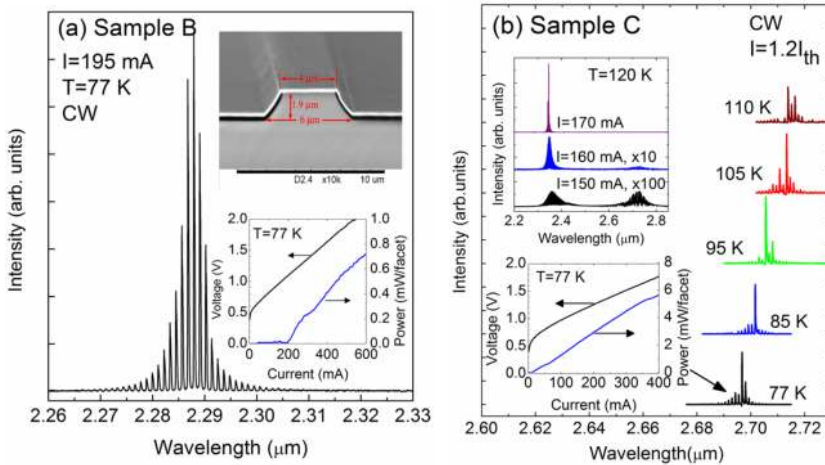 (a) Sample B
I=195 mA
T=77 K
CW
4 μm
1.9 μm
6 μm
D2.4 x10k 10 um
T=77 K
Voltage (V)
2.0
1.5
1.0
0.5
0.0
Power (mW/facet)
1.0
0.8
0.6
0.4
0.2
0.0
0 200 400 600
Current (mA)
Intensity (arb. units)
2.26 2.27 2.28 2.29 2.30 2.31 2.32 2.33
Wavelength (μm)
(b) Sample C
CW
I=1.2Ith
T=120 K
I=170 mA
I=160 mA, x10
I=150 mA, x100
Intensity (arb. units)
2.2 2.4 2.6 2.8
Wavelength (μm)
T=77 K
Voltage (V)
2.0
1.5
1.0
0.5
0.0
Power (mW/facet)
8
6
4
2
0
0 100 200 300 400
Current (mA)
110 K
105 K
95 K
85 K
77 K
Intensity (arb.units)
2.60 2.62 2.64 2.66 2.68 2.70 2.72
Wavelength(μm)